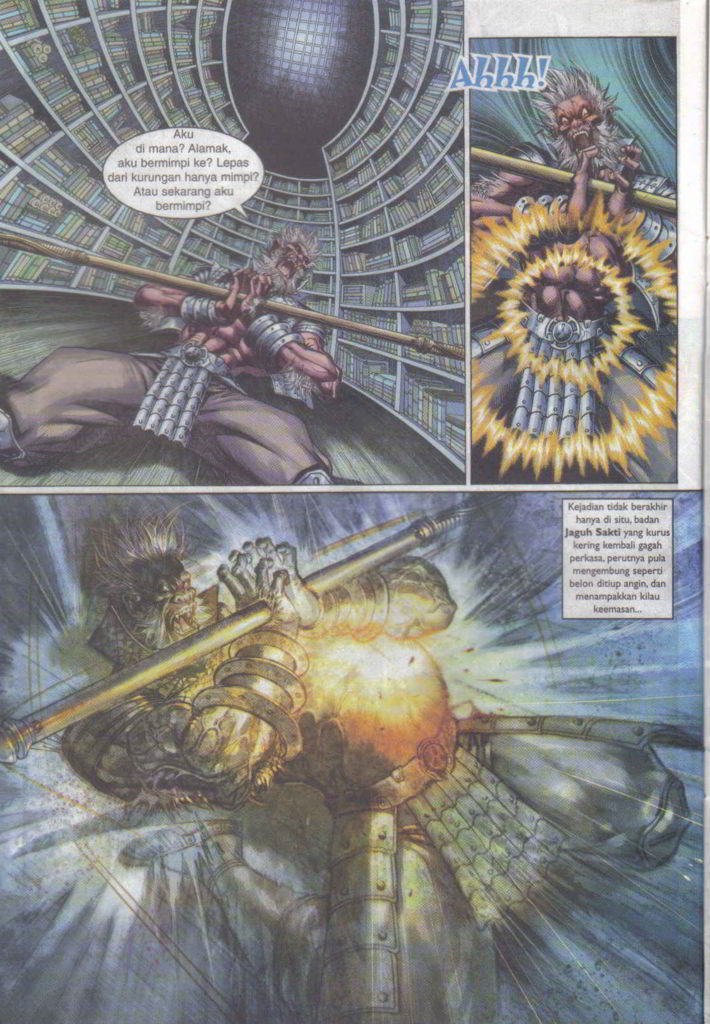 Aku
di mana? Alamak,
aku bermimpi ke? Lepas
dari kurungan hanya mimpi?
Atau sekarang aku
bermimpi?
Ahhh!
Kejadian tidak berakhir
hanya di situ, badan
Jaguh Sakti yang kurus
kering kembali gagah
perkasa, perutnya pula
mengembung seperti
belon ditiup angin, dan
menampakkan kilau
keemasan...